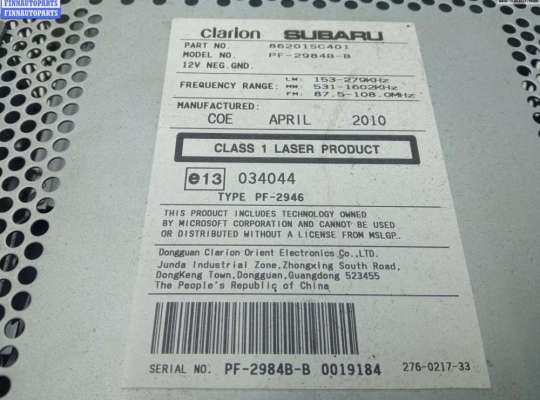 FINNAUTOPARTS
Clarion SUBARU
PART NO. 86201SC401
MODEL NO. PF-2984B-B
12V NEG.GND.
FREQUENCY RANGE: LW: 153-279KHz
MW: 531-1602KHz
FM: 87.5-108.0MHz
MANUFACTURED:
COE APRIL 2010
CLASS 1 LASER PRODUCT
e13 034044
TYPE PF-2946
THIS PRODUCT INCLUDES TECHNOLOGY OWNED
BY MICROSOFT CORPORATION AND CANNOT BE USED
OR DISTRIBUTED WITHOUT A LICENSE FROM MSLGP.
Dongguan Clarion Orient Electronics Co.,LTD.
Junda Industrial Zone,Zhongxing South Road,
DongKeng Town,Dongguan,Guangdong 523455
The People's Republic of China
SERIAL NO. PF-2984B-B 0019184
276-0217-33